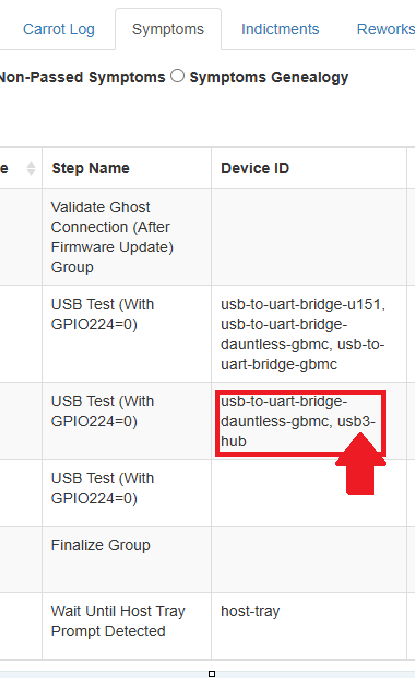 Carrot Log Symptoms Indictments Reworks
Non-Passed Symptoms Symptoms Genealogy
e Step Name Device ID
Validate Ghost
Connection (After
Firmware Update)
Group
USB Test (With
GPIO224=0)
usb-to-uart-bridge-u151,
usb-to-uart-bridge-
dauntless-gbmc, usb-to-
uart-bridge-gbmc
USB Test (With
GPIO224=0)
usb-to-uart-bridge-
dauntless-gbmc, usb3-
hub
USB Test (With
GPIO224=0)
Finalize Group
Wait Until Host Tray
Prompt Detected
host-tray